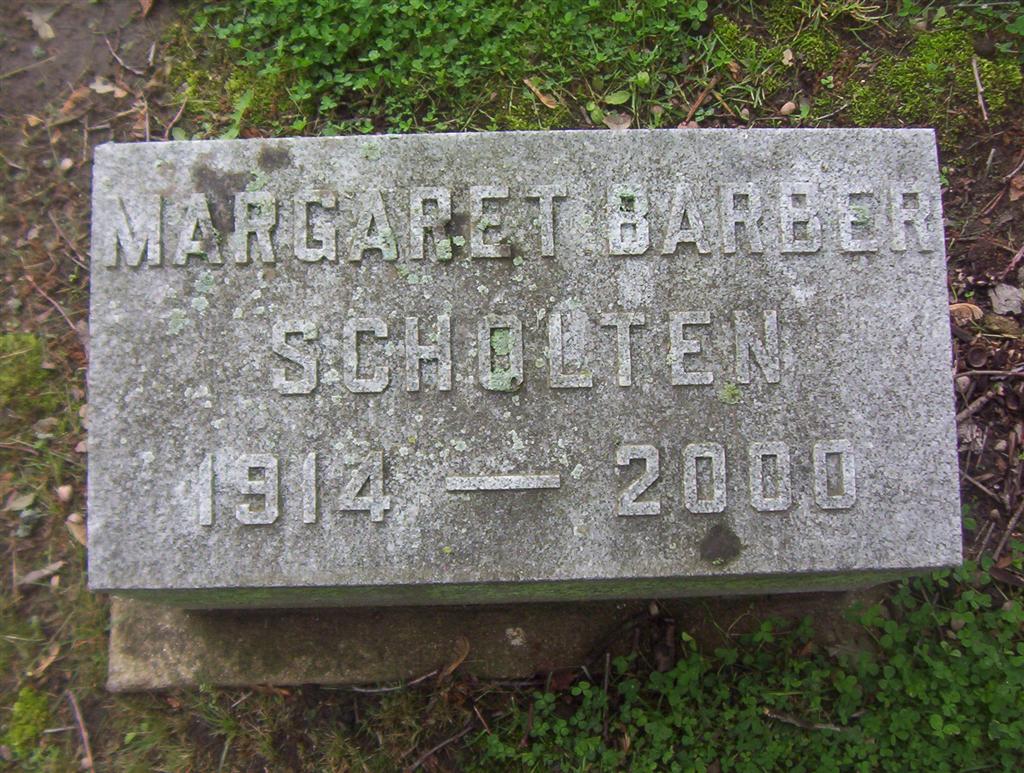 MARGARET BARBER
SCHOLTEN
1914 — 2000